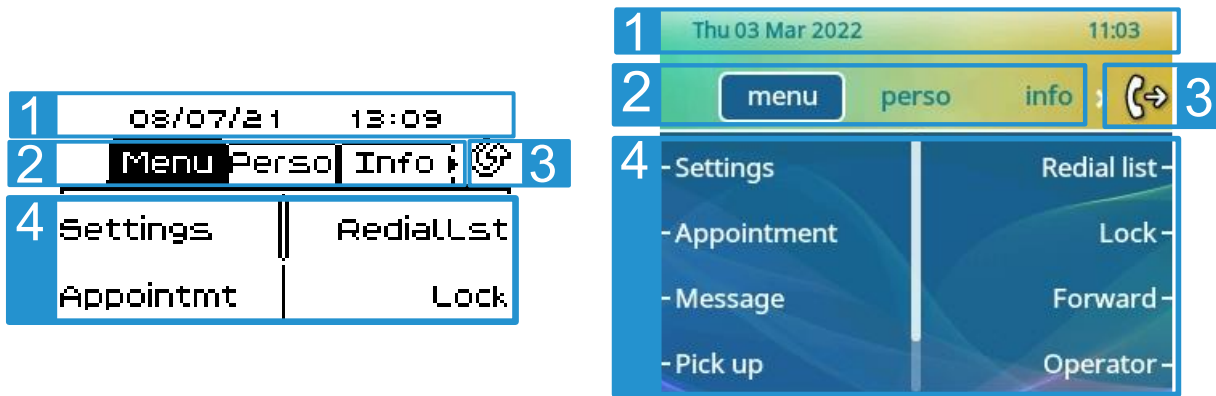 1 08/07/21 13:09
2 Menu Perso Info 3
4 Settings RedialLst
Appointmt Lock
1 Thu 03 Mar 2022 11:03
2 menu perso info 3
4 Settings Redial list
Appointment Lock
Message Forward
Pick up Operator